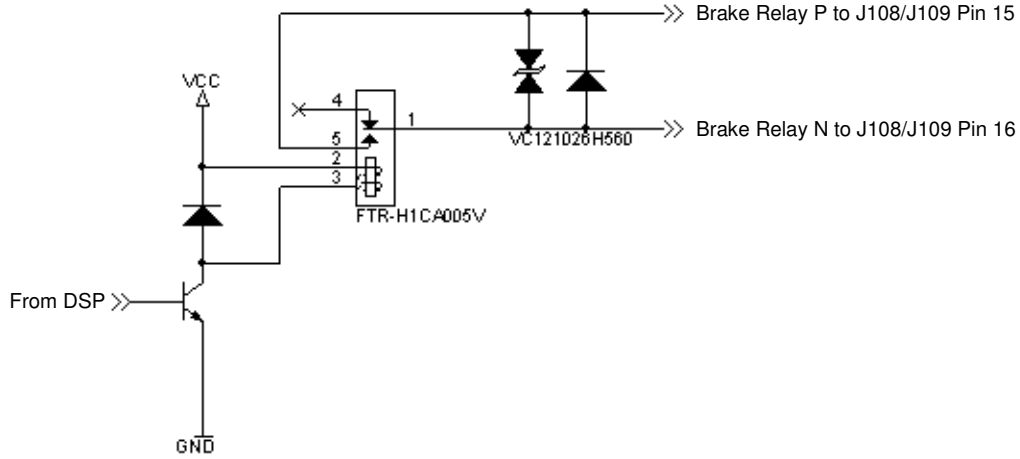 Brake Relay P to J108/J109 Pin 15
VCC
4
1
Brake Relay N to J108/J109 Pin 16
5
VC121026H560
2
3
FTR-H1CA005V
From DSP
GND